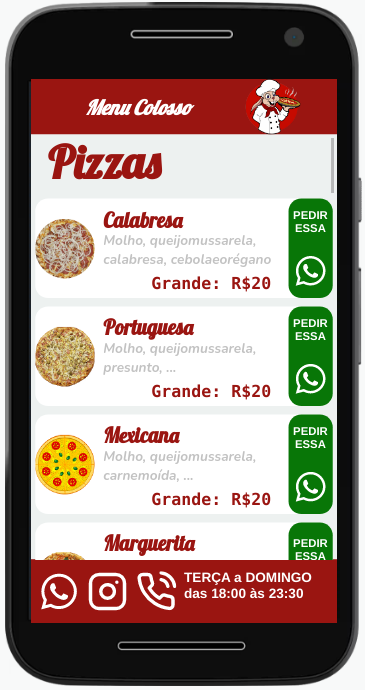 Menu Colosso
Pizzas
Calabresa
Molho, queijomussarela,
calabresa, cebolaeorégano
Grande: R$20
PEDIR
ESSA
Portuguesa
Molho, queijomussarela,
presunto, ...
Grande: R$20
PEDIR
ESSA
Mexicana
Molho, queijomussarela,
carnemoída, ...
Grande: R$20
PEDIR
ESSA
Marguerita
PEDIR
ESSA
TERÇA a DOMINGO
das 18:00 às 23:30